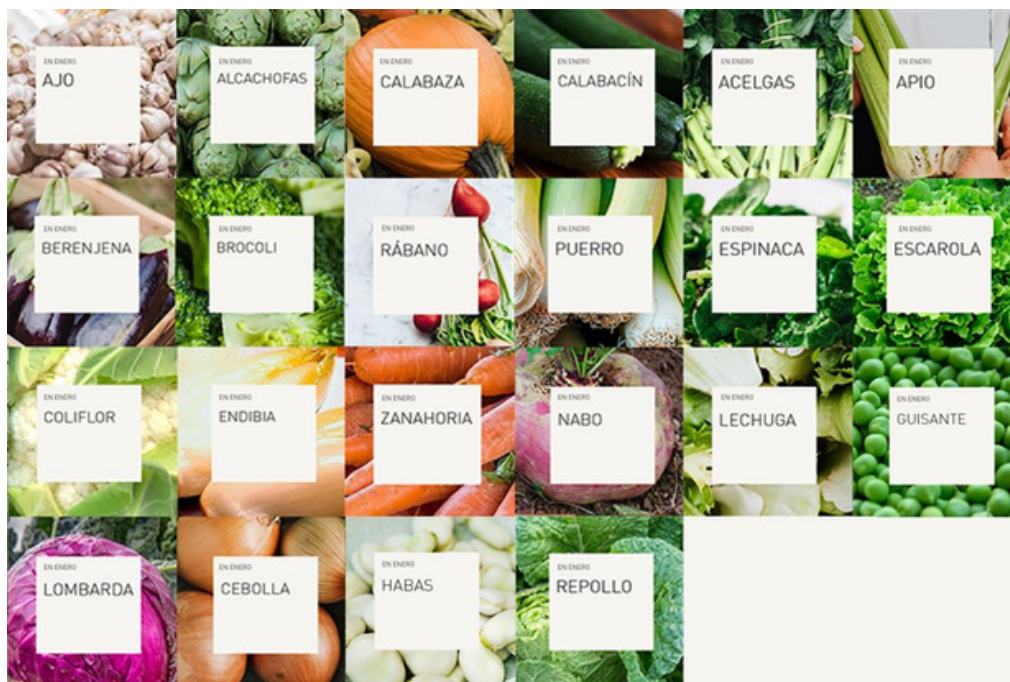 EN ENERO
AJO
EN ENERO
ALCACHOFAS
EN ENERO
CALABAZA
EN ENERO
CALABACÍN
EN ENERO
ACELGAS
EN ENERO
APIO
EN ENERO
BERENJENA
EN ENERO
BROCOLI
EN ENERO
RÁBANO
EN ENERO
PUERRO
EN ENERO
ESPINACA
EN ENERO
ESCAROLA
EN ENERO
COLIFLOR
EN ENERO
ENDIBIA
EN ENERO
ZANAHORIA
EN ENERO
NABO
EN ENERO
LECHUGA
EN ENERO
GUISANTE
EN ENERO
LOMBARDA
EN ENERO
CEBOLLA
EN ENERO
HABAS
EN ENERO
REPOLLO